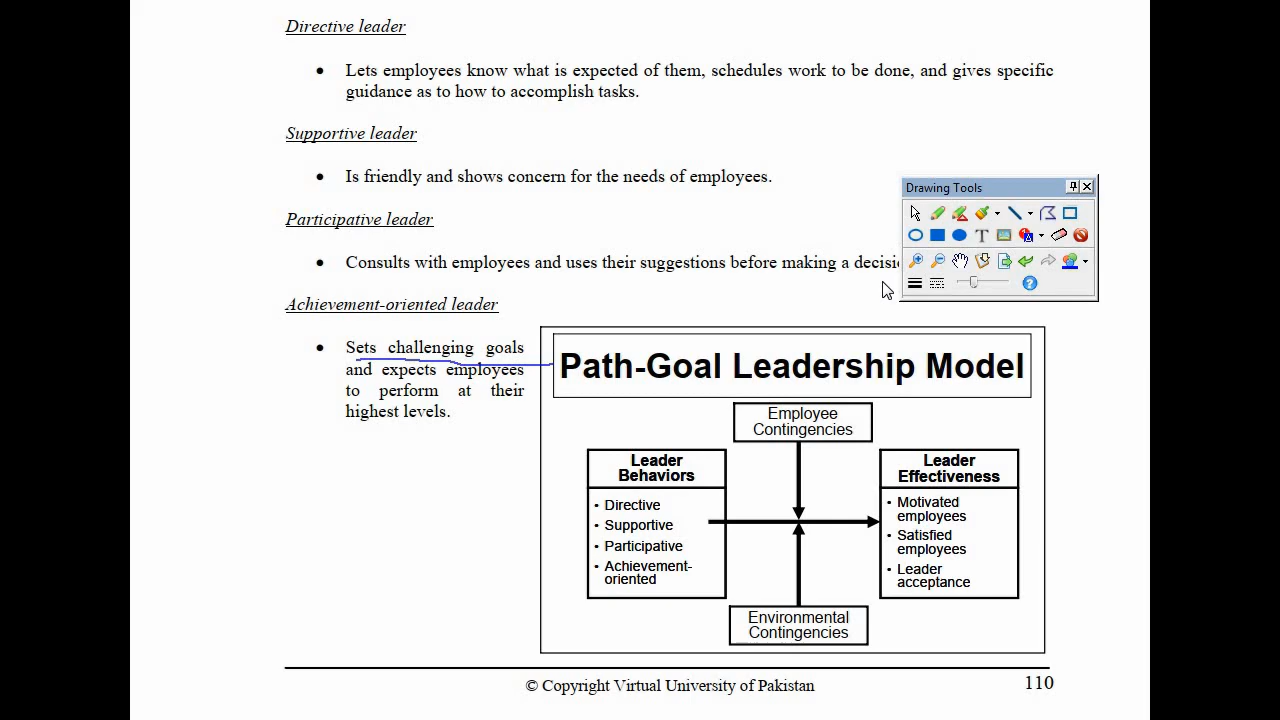 Directive leader
• Lets employees know what is expected of them, schedules work to be done, and gives specific
guidance as to how to accomplish tasks.
Supportive leader
• Is friendly and shows concern for the needs of employees.
Drawing Tools
Participative leader
• Consults with employees and uses their suggestions before making a
Achievement-oriented leader
• Sets challenging goals
and expects employees
to perform at their
highest levels.
Path-Goal Leadership Model
Employee
Contingencies
Leader
Behaviors
• Directive
• Supportive
• Participative
• Achievement-
oriented
Leader
Effectiveness
• Motivated
employees
• Satisfied
employees
• Leader
acceptance
Environmental
Contingencies
© Copyright Virtual University of Pakistan
110